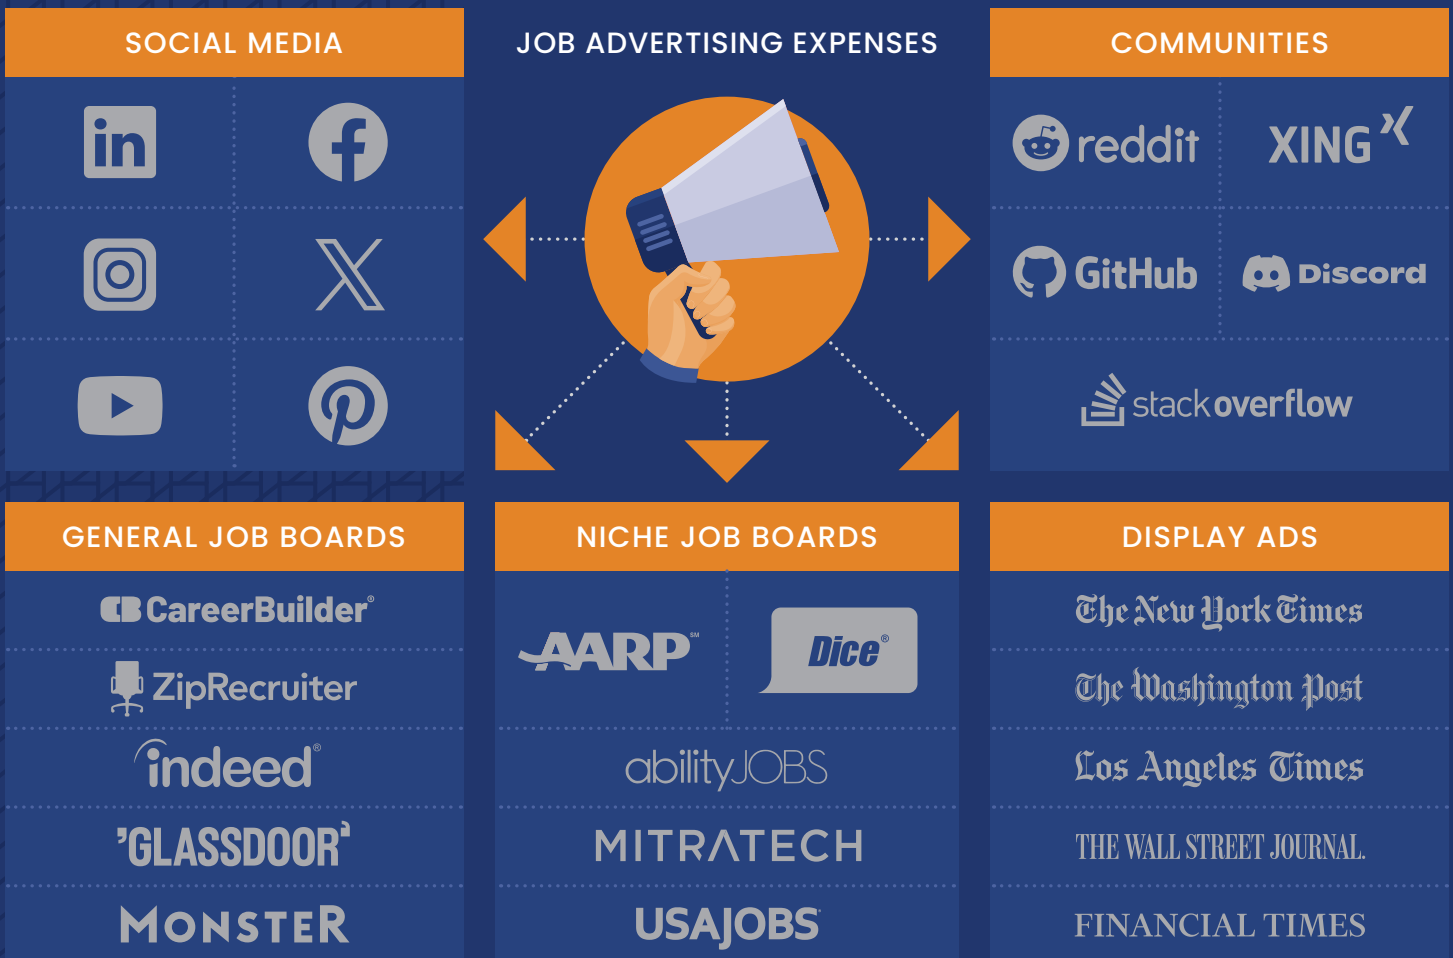 SOCIAL MEDIA
in
JOB ADVERTISING EXPENSES
COMMUNITIES
reddit
XING
GitHub
Discord
stackoverflow
GENERAL JOB BOARDS
CB CareerBuilder®
ZipRecruiter
indeed®
'GLASSDOOR'
MONSTER
NICHE JOB BOARDS
AARP℠
Dice®
abilityJOBS
MITRATECH
USAJOBS
DISPLAY ADS
The New York Times
The Washington Post
Los Angeles Times
THE WALL STREET JOURNAL.
FINANCIAL TIMES